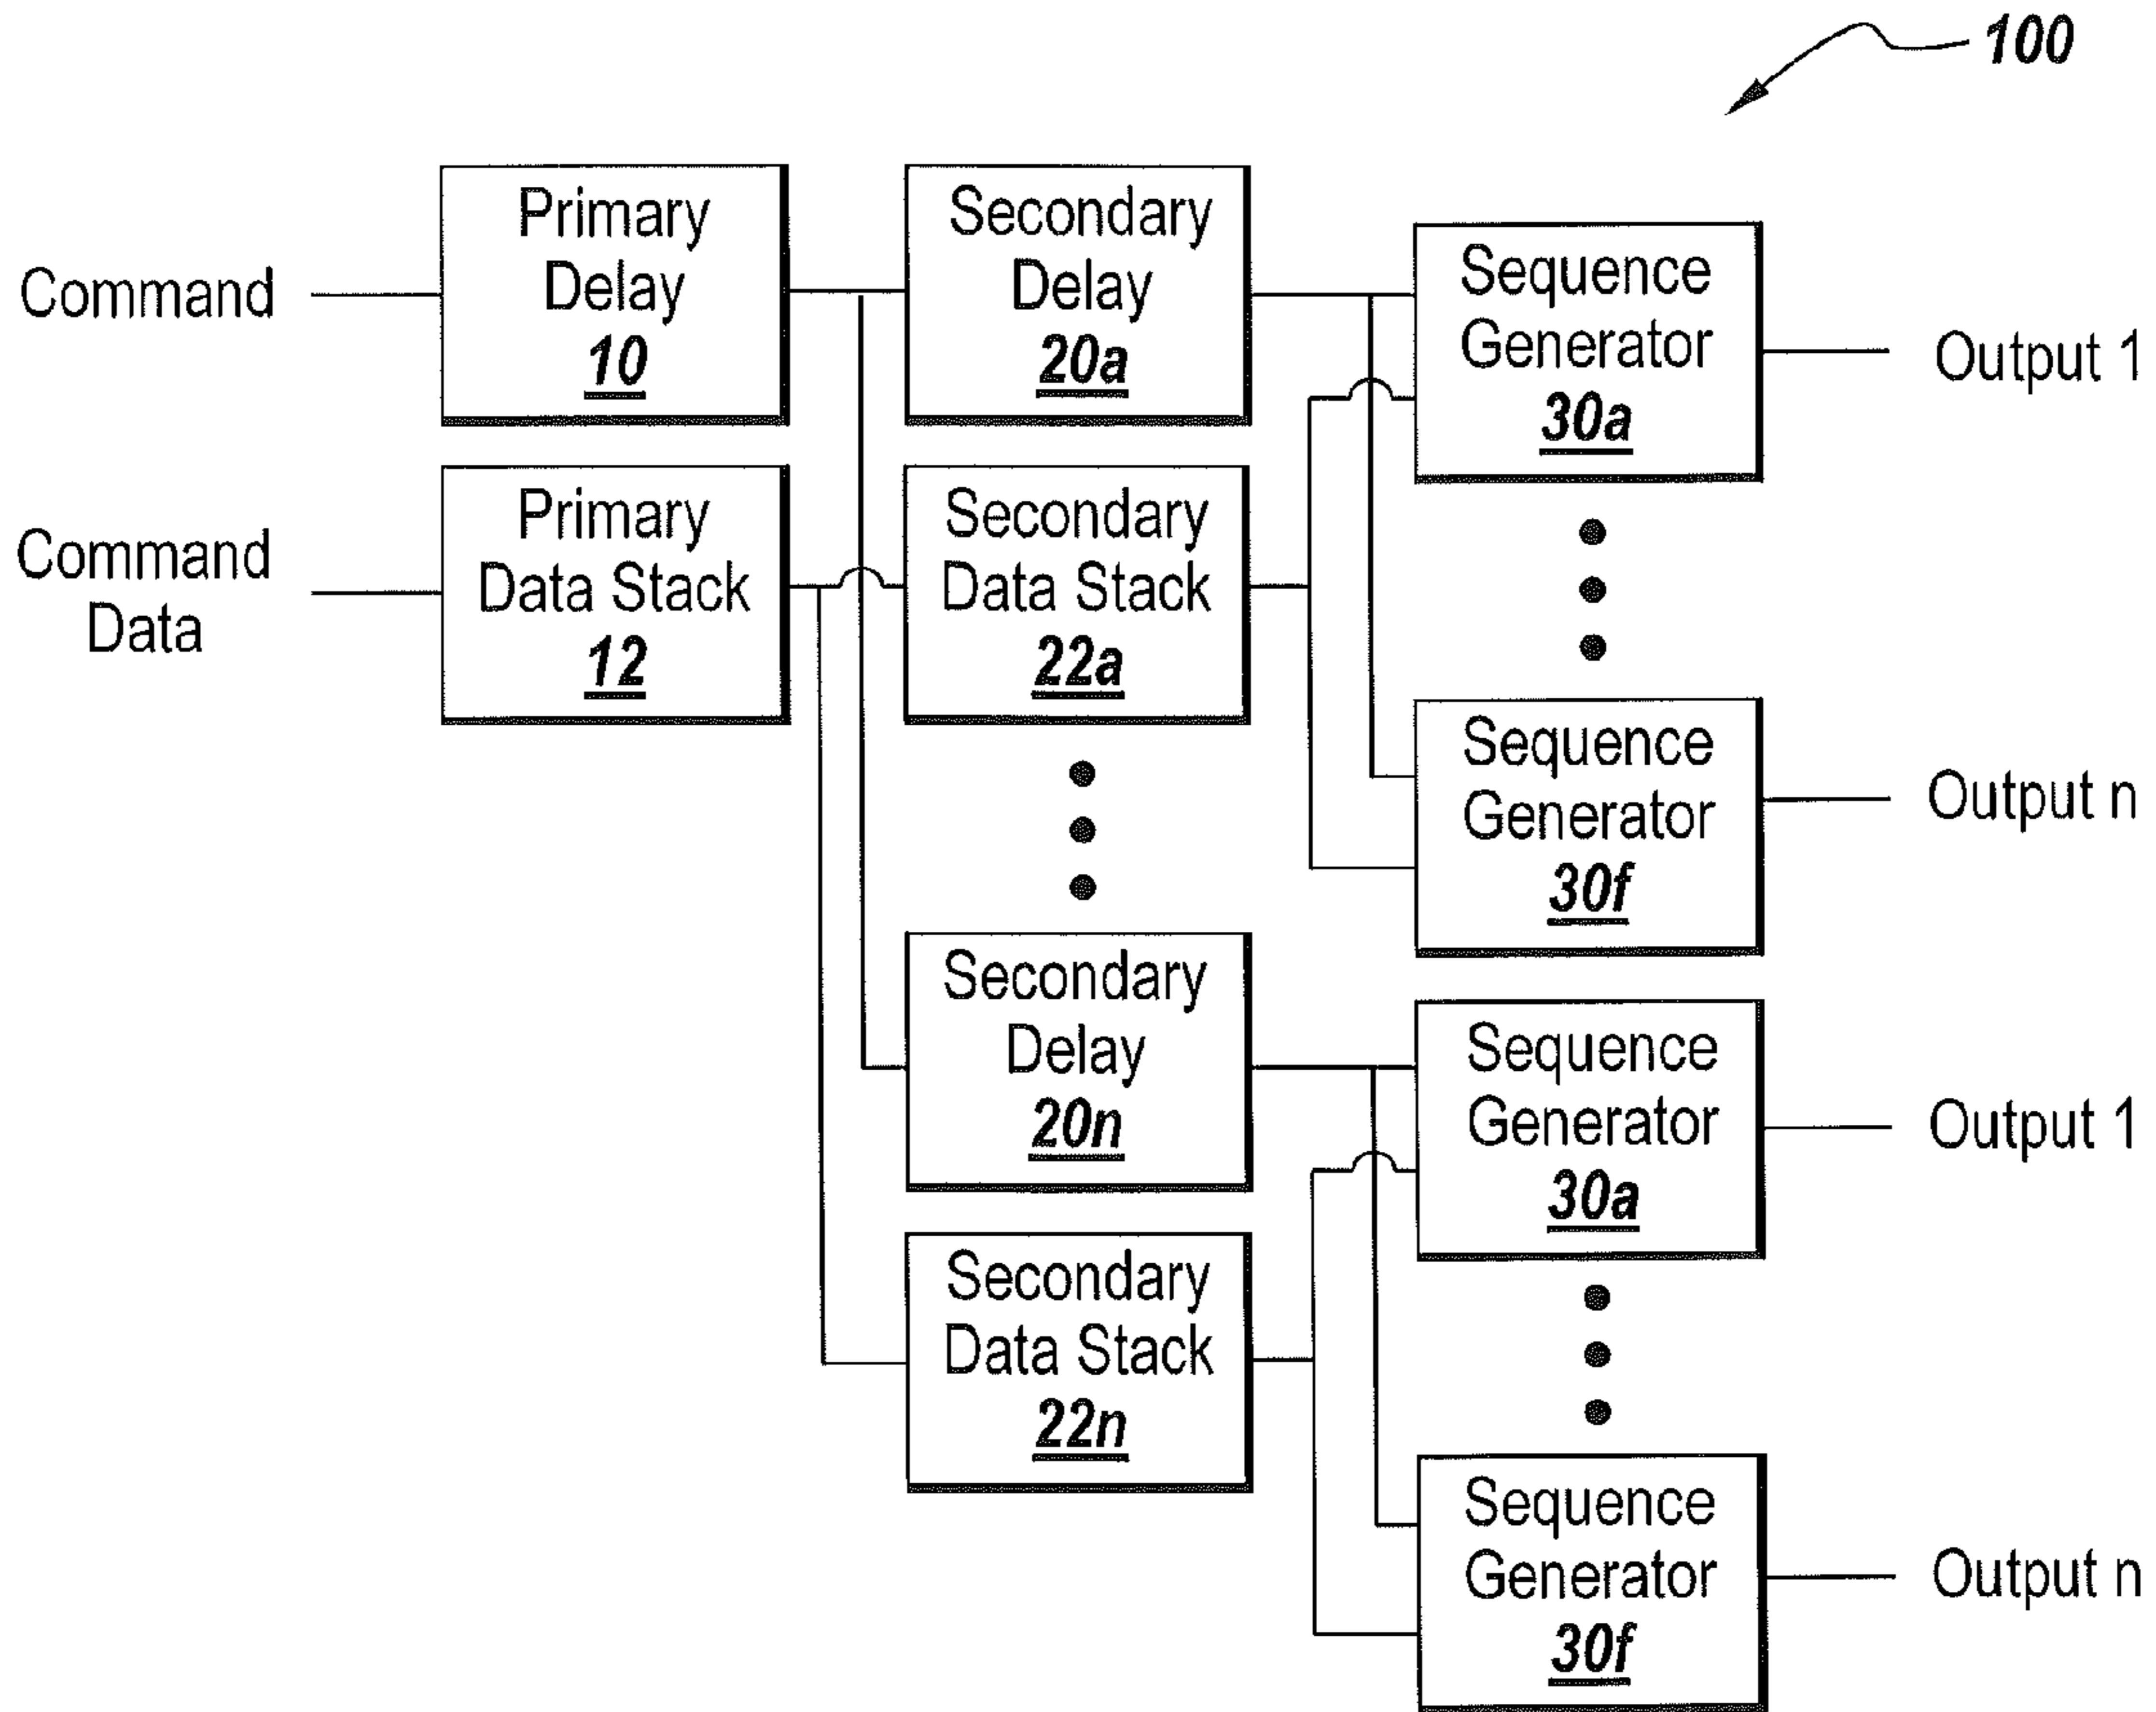 100
Command
Primary
Delay
10
Secondary
Delay
20a
Sequence
Generator
30a
Output 1
Command
Data
Primary
Data Stack
12
Secondary
Data Stack
22a
Sequence
Generator
30f
Output n
Secondary
Delay
20n
Sequence
Generator
30a
Output 1
Secondary
Data Stack
22n
Sequence
Generator
30f
Output n